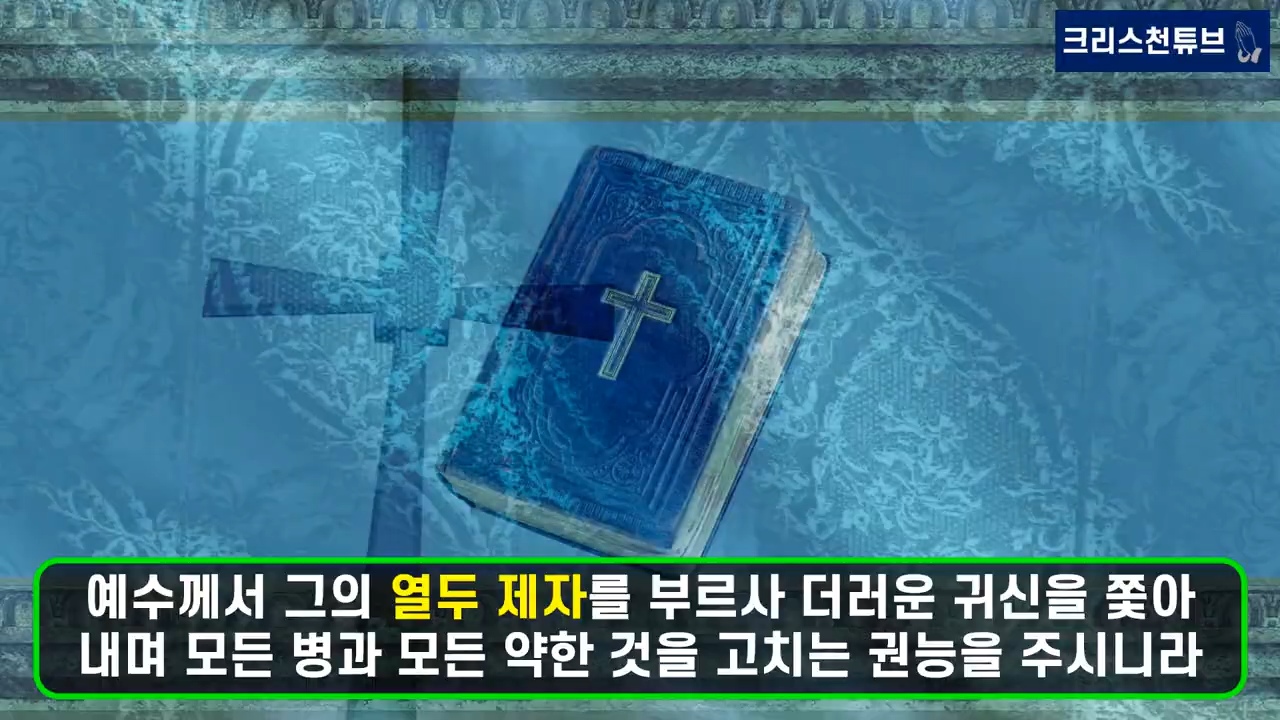 크리스천튜브
예수께서 그의 열두 제자를 부르사 더러운 귀신을 쫓아
내며 모든 병과 모든 약한 것을 고치는 권능을 주시니라